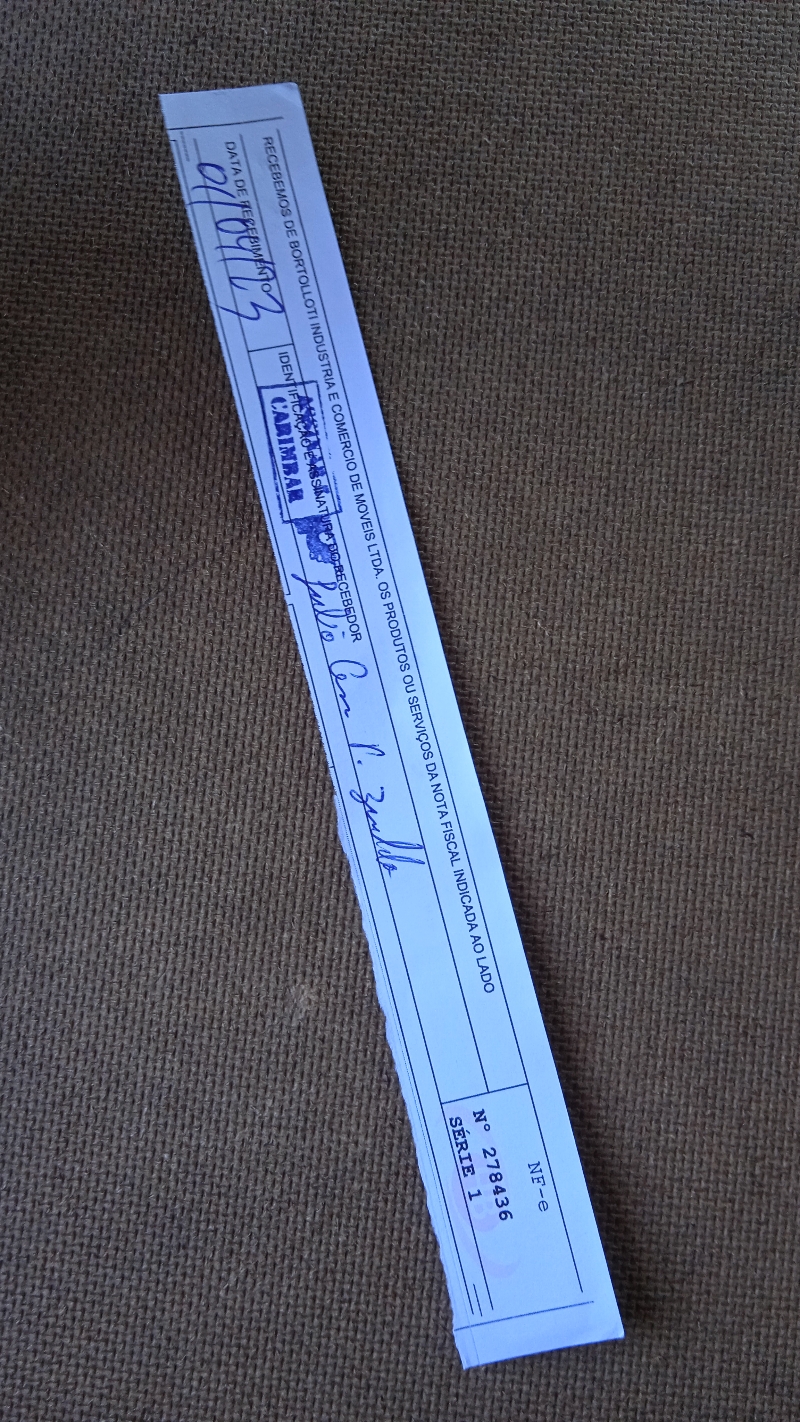 RECEBEMOS DE BORTOLLOTI INDUSTRIA E COMERCIO DE MOVEIS LTDA. OS PRODUTOS OU SERVIÇOS DA NOTA FISCAL INDICADA AO LADO
DATA DE RECEBIMENTO
IDENTIFICAÇÃO E ASSINATURA DO RECEBEDOR
CARIMBAR
Julio
NF-e
Nº 278436
SÉRIE 1